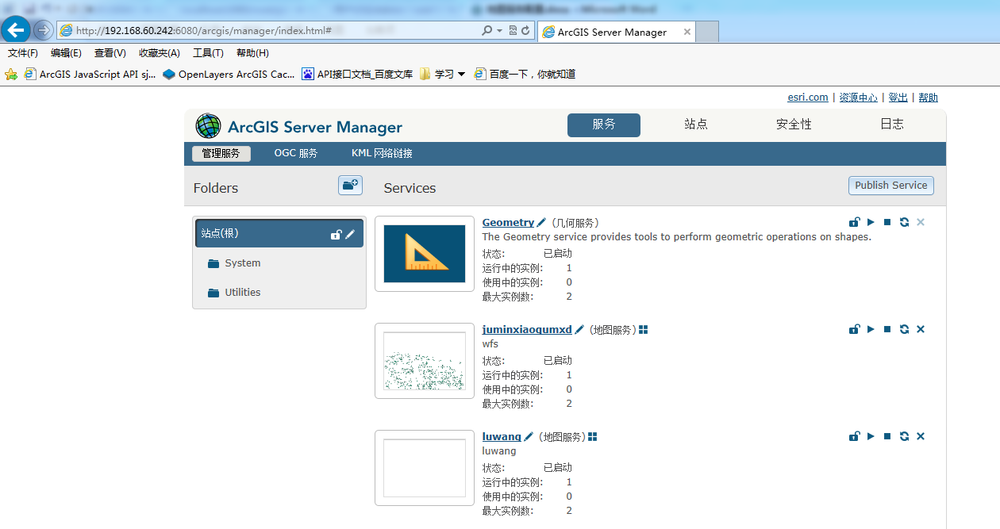 http://192.168.60.242:6080/arcgis/manager/index.html#
ArcGIS Server Manager
文件(F) 编辑(E) 查看(V) 收藏夹(A) 工具(T) 帮助(H)
ArcGIS JavaScript API sj... OpenLayers ArcGIS Cac... API接口文档_百度文库 学习 百度一下，你就知道
esri.com | 资源中心 | 登出 | 帮助
ArcGIS Server Manager 服务 站点 安全性 日志
管理服务 OGC 服务 KML 网络链接
Folders Services Publish Service
站点(根)
System
Utilities
Geometry (几何服务)
The Geometry service provides tools to perform geometric operations on shapes.
状态: 已启动
运行中的实例: 1
使用中的实例: 0
最大实例数: 2
juminxiaoqumxd (地图服务)
wfs
状态: 已启动
运行中的实例: 1
使用中的实例: 0
最大实例数: 2
luwang (地图服务)
luwang
状态: 已启动
运行中的实例: 1
使用中的实例: 0
最大实例数: 2